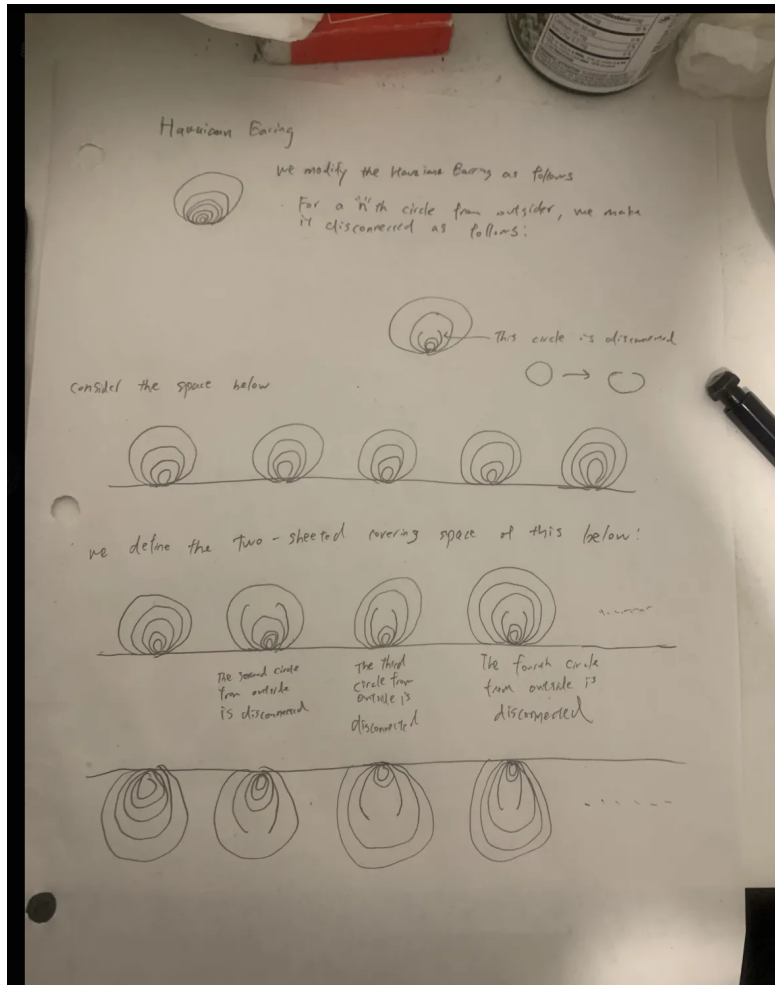 Hawaiian Earing
we modify the Hawaiian Earring as follows
For a "n"th circle from outsider, we make
it disconnected as follows:
This circle is disconnected
Consider the space below
we define the two-sheeted covering space of this below:
The second circle
from outside
is disconnected
The third
circle from
outside is
disconnected
The fourth circle
from outside is
disconnected